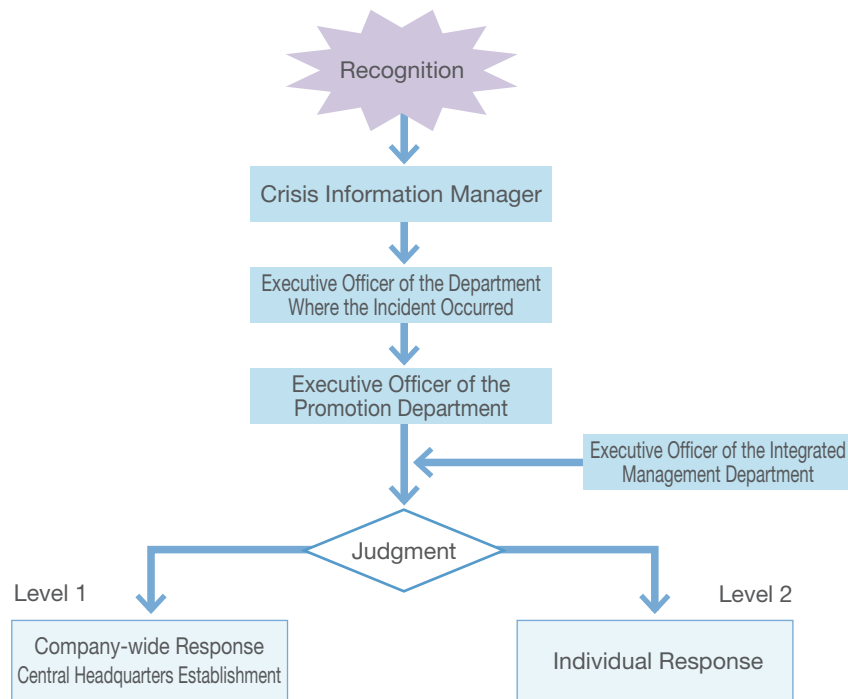 Recognition
Crisis Information Manager
Executive Officer of the Department
Where the Incident Occurred
Executive Officer of the
Promotion Department
Executive Officer of the Integrated
Management Department
Judgment
Level 1
Level 2
Company-wide Response
Central Headquarters Establishment
Individual Response